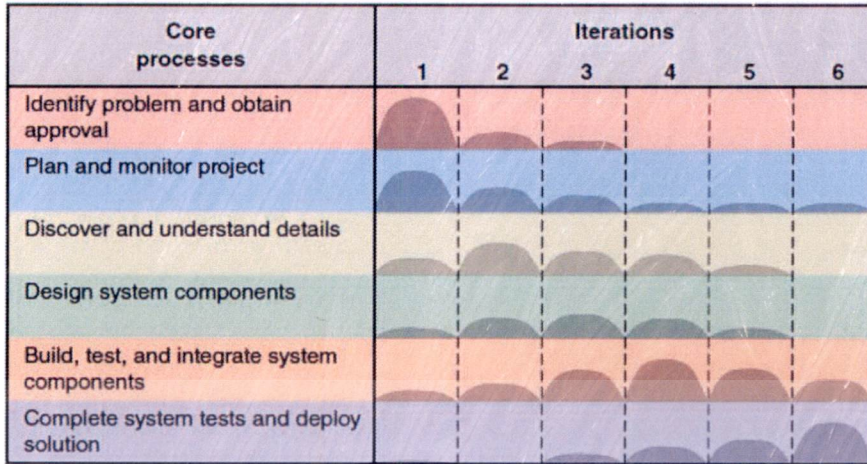 Core
processes
Iterations
1 2 3 4 5 6
Identify problem and obtain
approval
Plan and monitor project
Discover and understand details
Design system components
Build, test, and integrate system
components
Complete system tests and deploy
solution